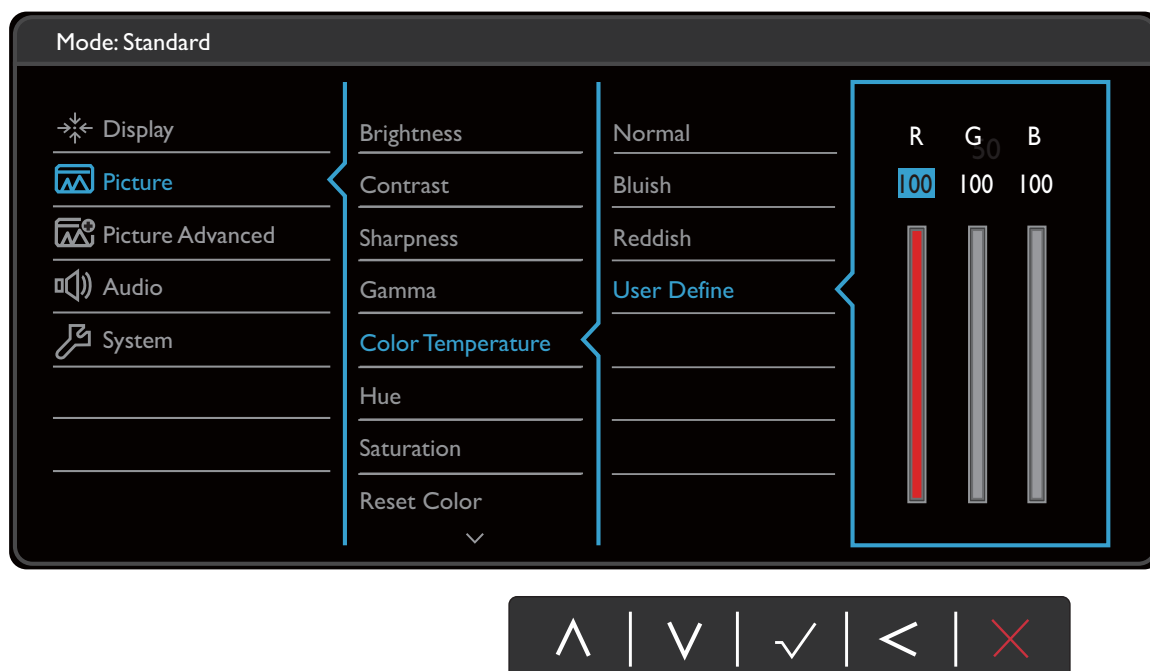 Mode: Standard
Display
Picture
Picture Advanced
Audio
System
Brightness
Contrast
Sharpness
Gamma
Color Temperature
Hue
Saturation
Reset Color
Normal
Bluish
Reddish
User Define
R G B
50
100 100 100